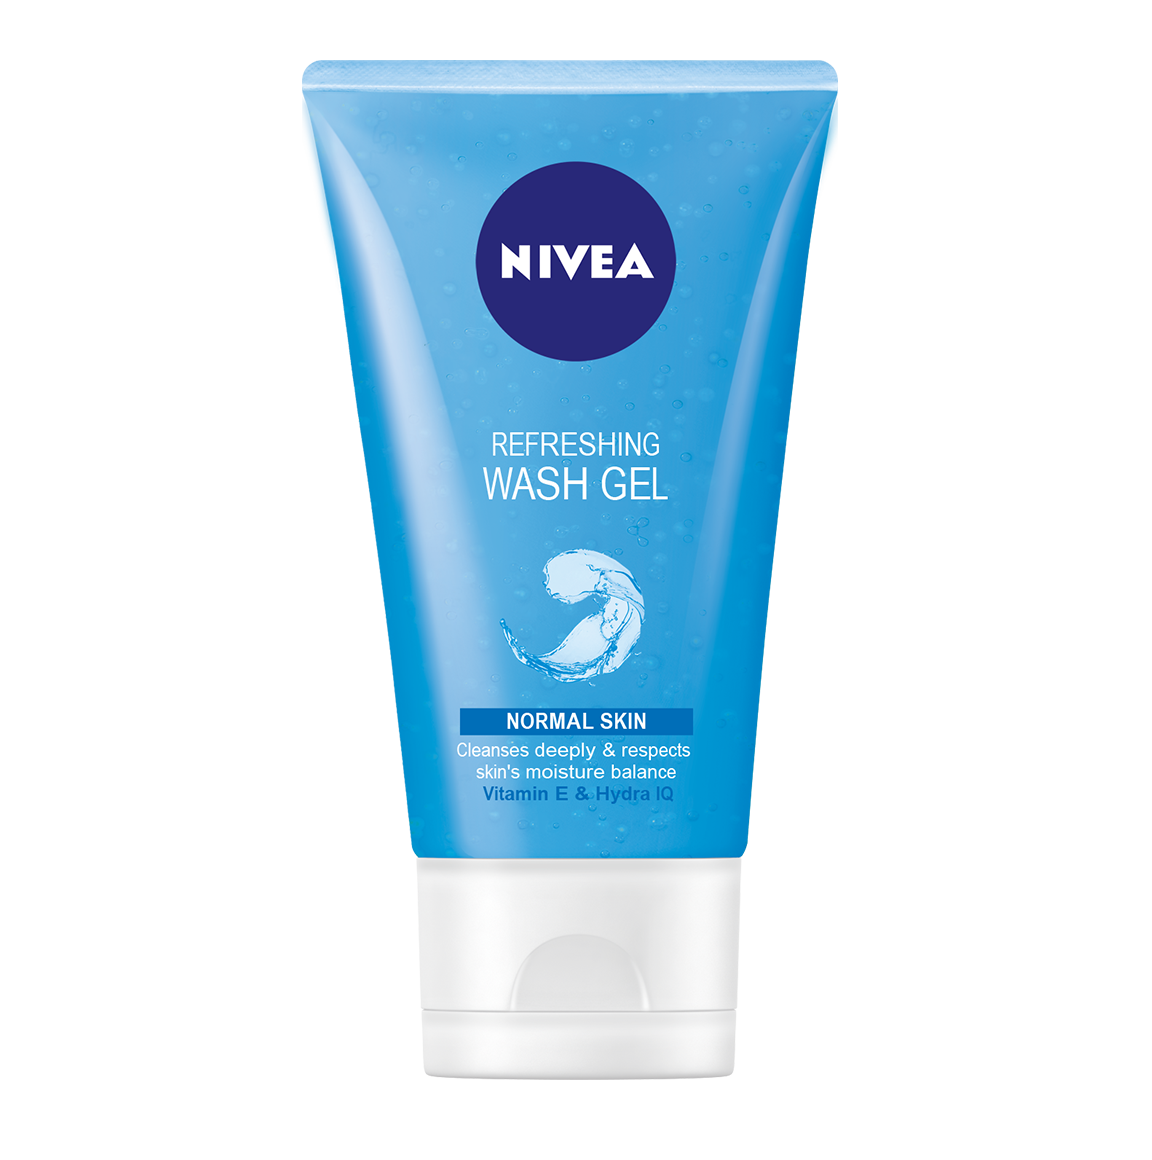 NIVEA
REFRESHING
WASH GEL
NORMAL SKIN
Cleanses deeply & respects
skin's moisture balance
Vitamin E & Hydra IQ